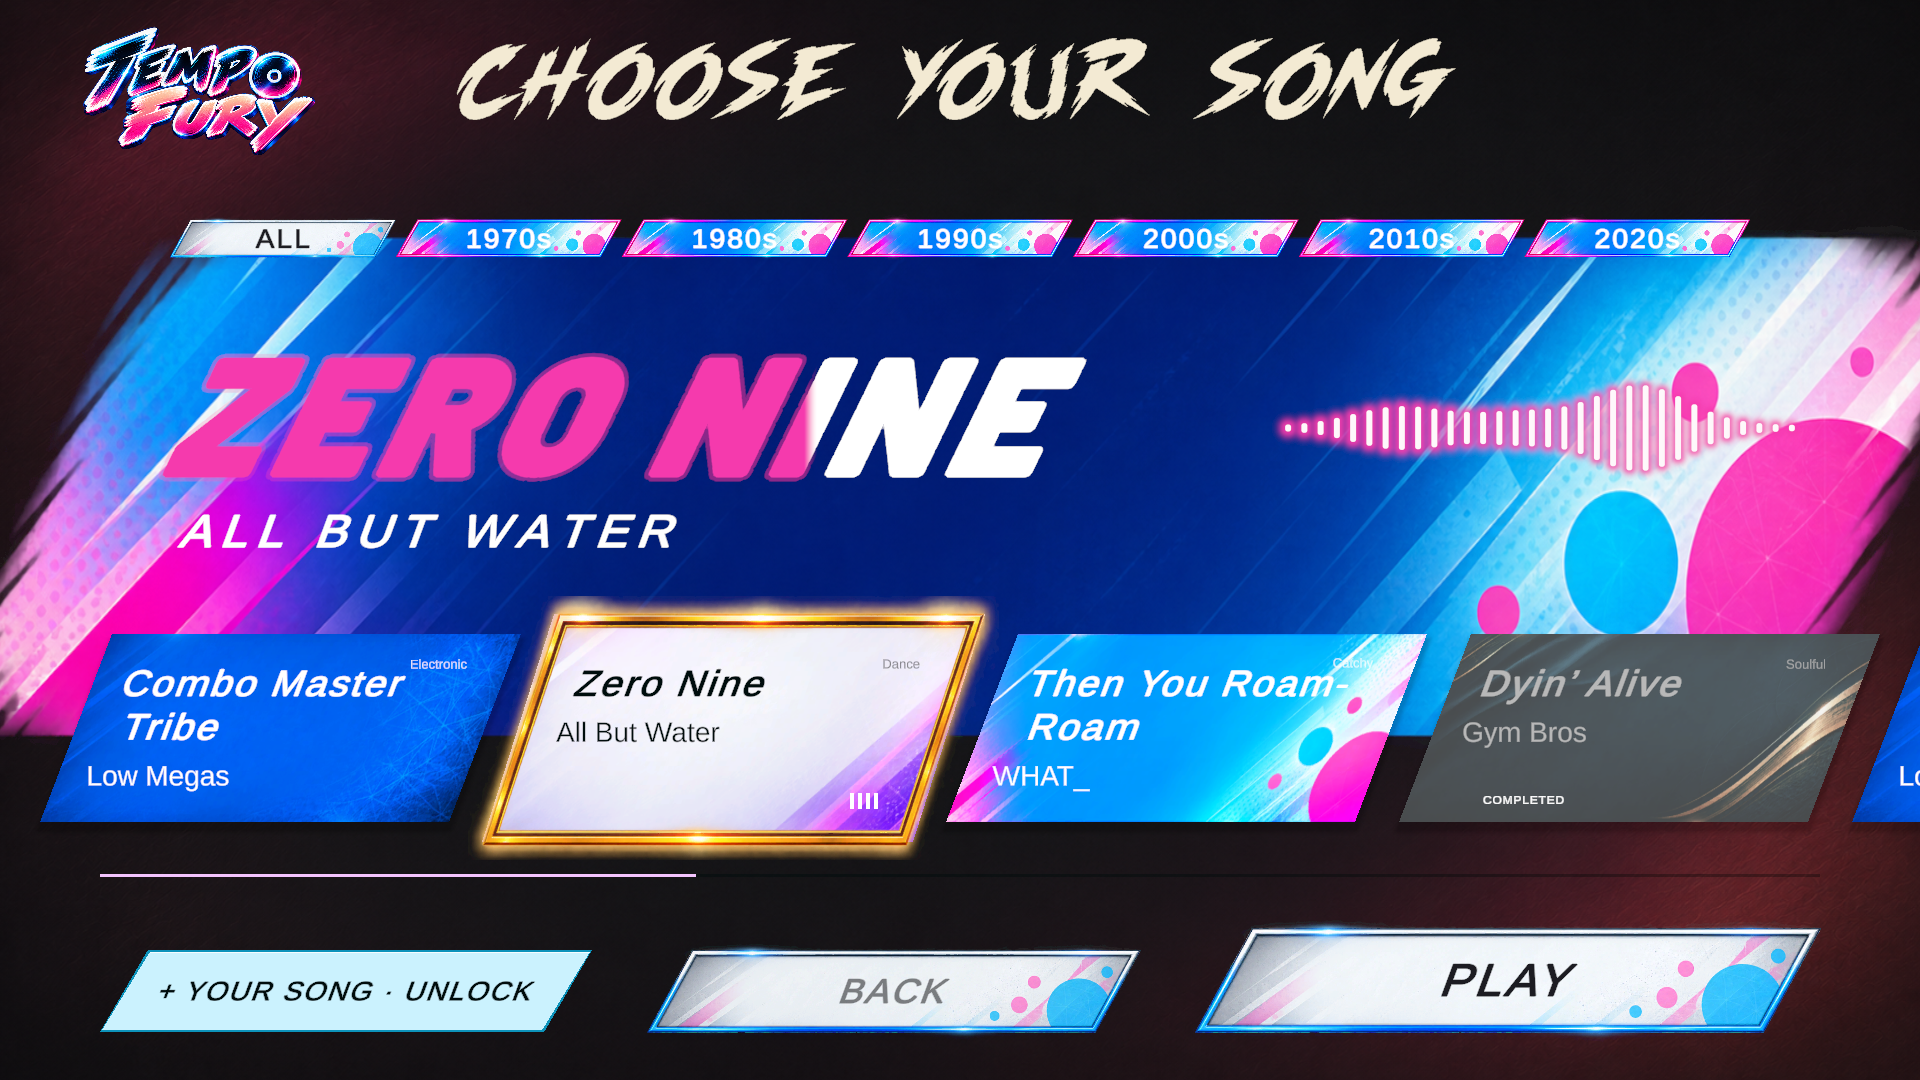 TEMPO
FURY
CHOOSE YOUR SONG
ALL
1970s
1980s
1990s
2000s
2010s
2020s
ZERO NINE
ALL BUT WATER
Combo Master
Tribe
Electronic
Low Megas
Zero Nine
Dance
All But Water
Then You Roam-
Roam
Catchy
WHAT_
Dyin’ Alive
Soulful
Gym Bros
COMPLETED
+ YOUR SONG · UNLOCK
BACK
PLAY